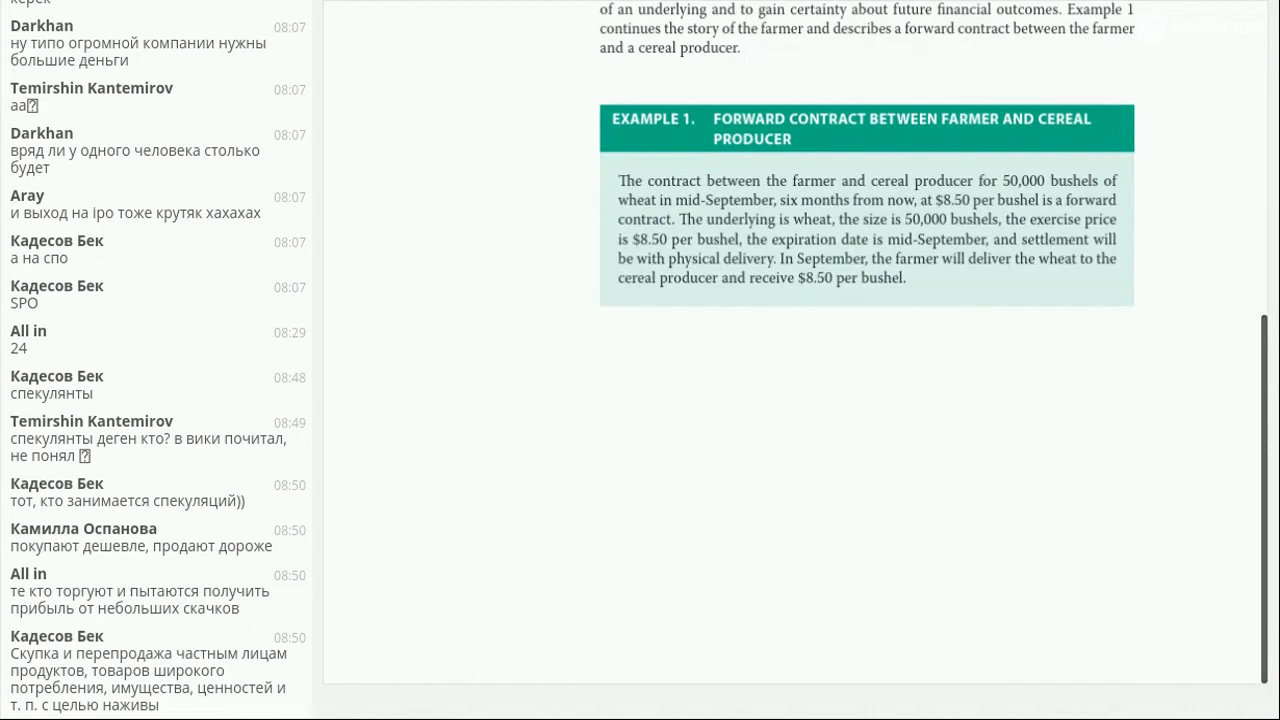 керек
Darkhan 08:07
ну типо огромной компании нужны
большие деньги
Temirshin Kantemirov 08:07
аа
Darkhan 08:07
вряд ли у одного человека столько
будет
Aray 08:07
и выход на ipo тоже крутяк хахахах
Кадесов Бек 08:07
а на спо
Кадесов Бек 08:07
SPO
All in 08:29
24
Кадесов Бек 08:48
спекулянты
Temirshin Kantemirov 08:49
спекулянты деген кто? в вики почитал,
не понял
Кадесов Бек 08:50
тот, кто занимается спекуляций))
Камилла Оспанова 08:50
покупают дешевле, продают дороже
All in 08:50
те кто торгуют и пытаются получить
прибыль от небольших скачков
Кадесов Бек 08:50
Скупка и перепродажа частным лицам
продуктов, товаров широкого
потребления, имущества, ценностей и
т. п. с целью наживы
of an underlying and to gain certainty about future financial outcomes. Example 1
continues the story of the farmer and describes a forward contract between the farmer
and a cereal producer.
EXAMPLE 1. FORWARD CONTRACT BETWEEN FARMER AND CEREAL
PRODUCER
The contract between the farmer and cereal producer for 50,000 bushels of
wheat in mid-September, six months from now, at $8.50 per bushel is a forward
contract. The underlying is wheat, the size is 50,000 bushels, the exercise price
is $8.50 per bushel, the expiration date is mid-September, and settlement will
be with physical delivery. In September, the farmer will deliver the wheat to the
cereal producer and receive $8.50 per bushel.